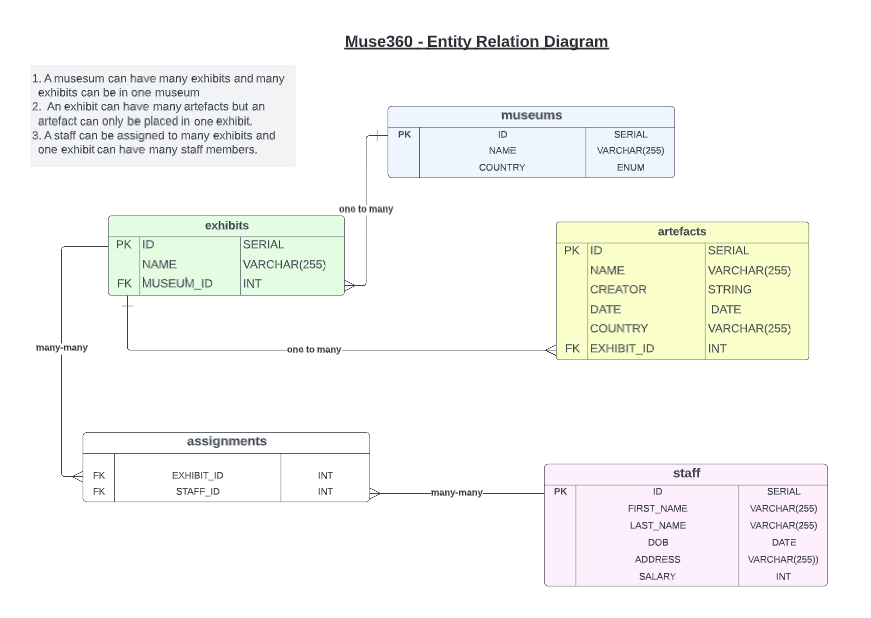 Muse360 - Entity Relation Diagram
1. A musesum can have many exhibits and many
exhibits can be in one museum
2. An exhibit can have many artefacts but an
artefact can only be placed in one exhibit.
3. A staff can be assigned to many exhibits and
one exhibit can have many staff members.
museums
PK ID SERIAL
NAME VARCHAR(255)
COUNTRY ENUM
one to many
exhibits
PK ID SERIAL
NAME VARCHAR(255)
FK MUSEUM_ID INT
artefacts
PK ID SERIAL
NAME VARCHAR(255)
CREATOR STRING
DATE DATE
COUNTRY VARCHAR(255)
FK EXHIBIT_ID INT
many-many
one to many
assignments
FK EXHIBIT_ID INT
FK STAFF_ID INT
many-many
staff
PK ID SERIAL
FIRST_NAME VARCHAR(255)
LAST_NAME VARCHAR(255)
DOB DATE
ADDRESS VARCHAR(255))
SALARY INT